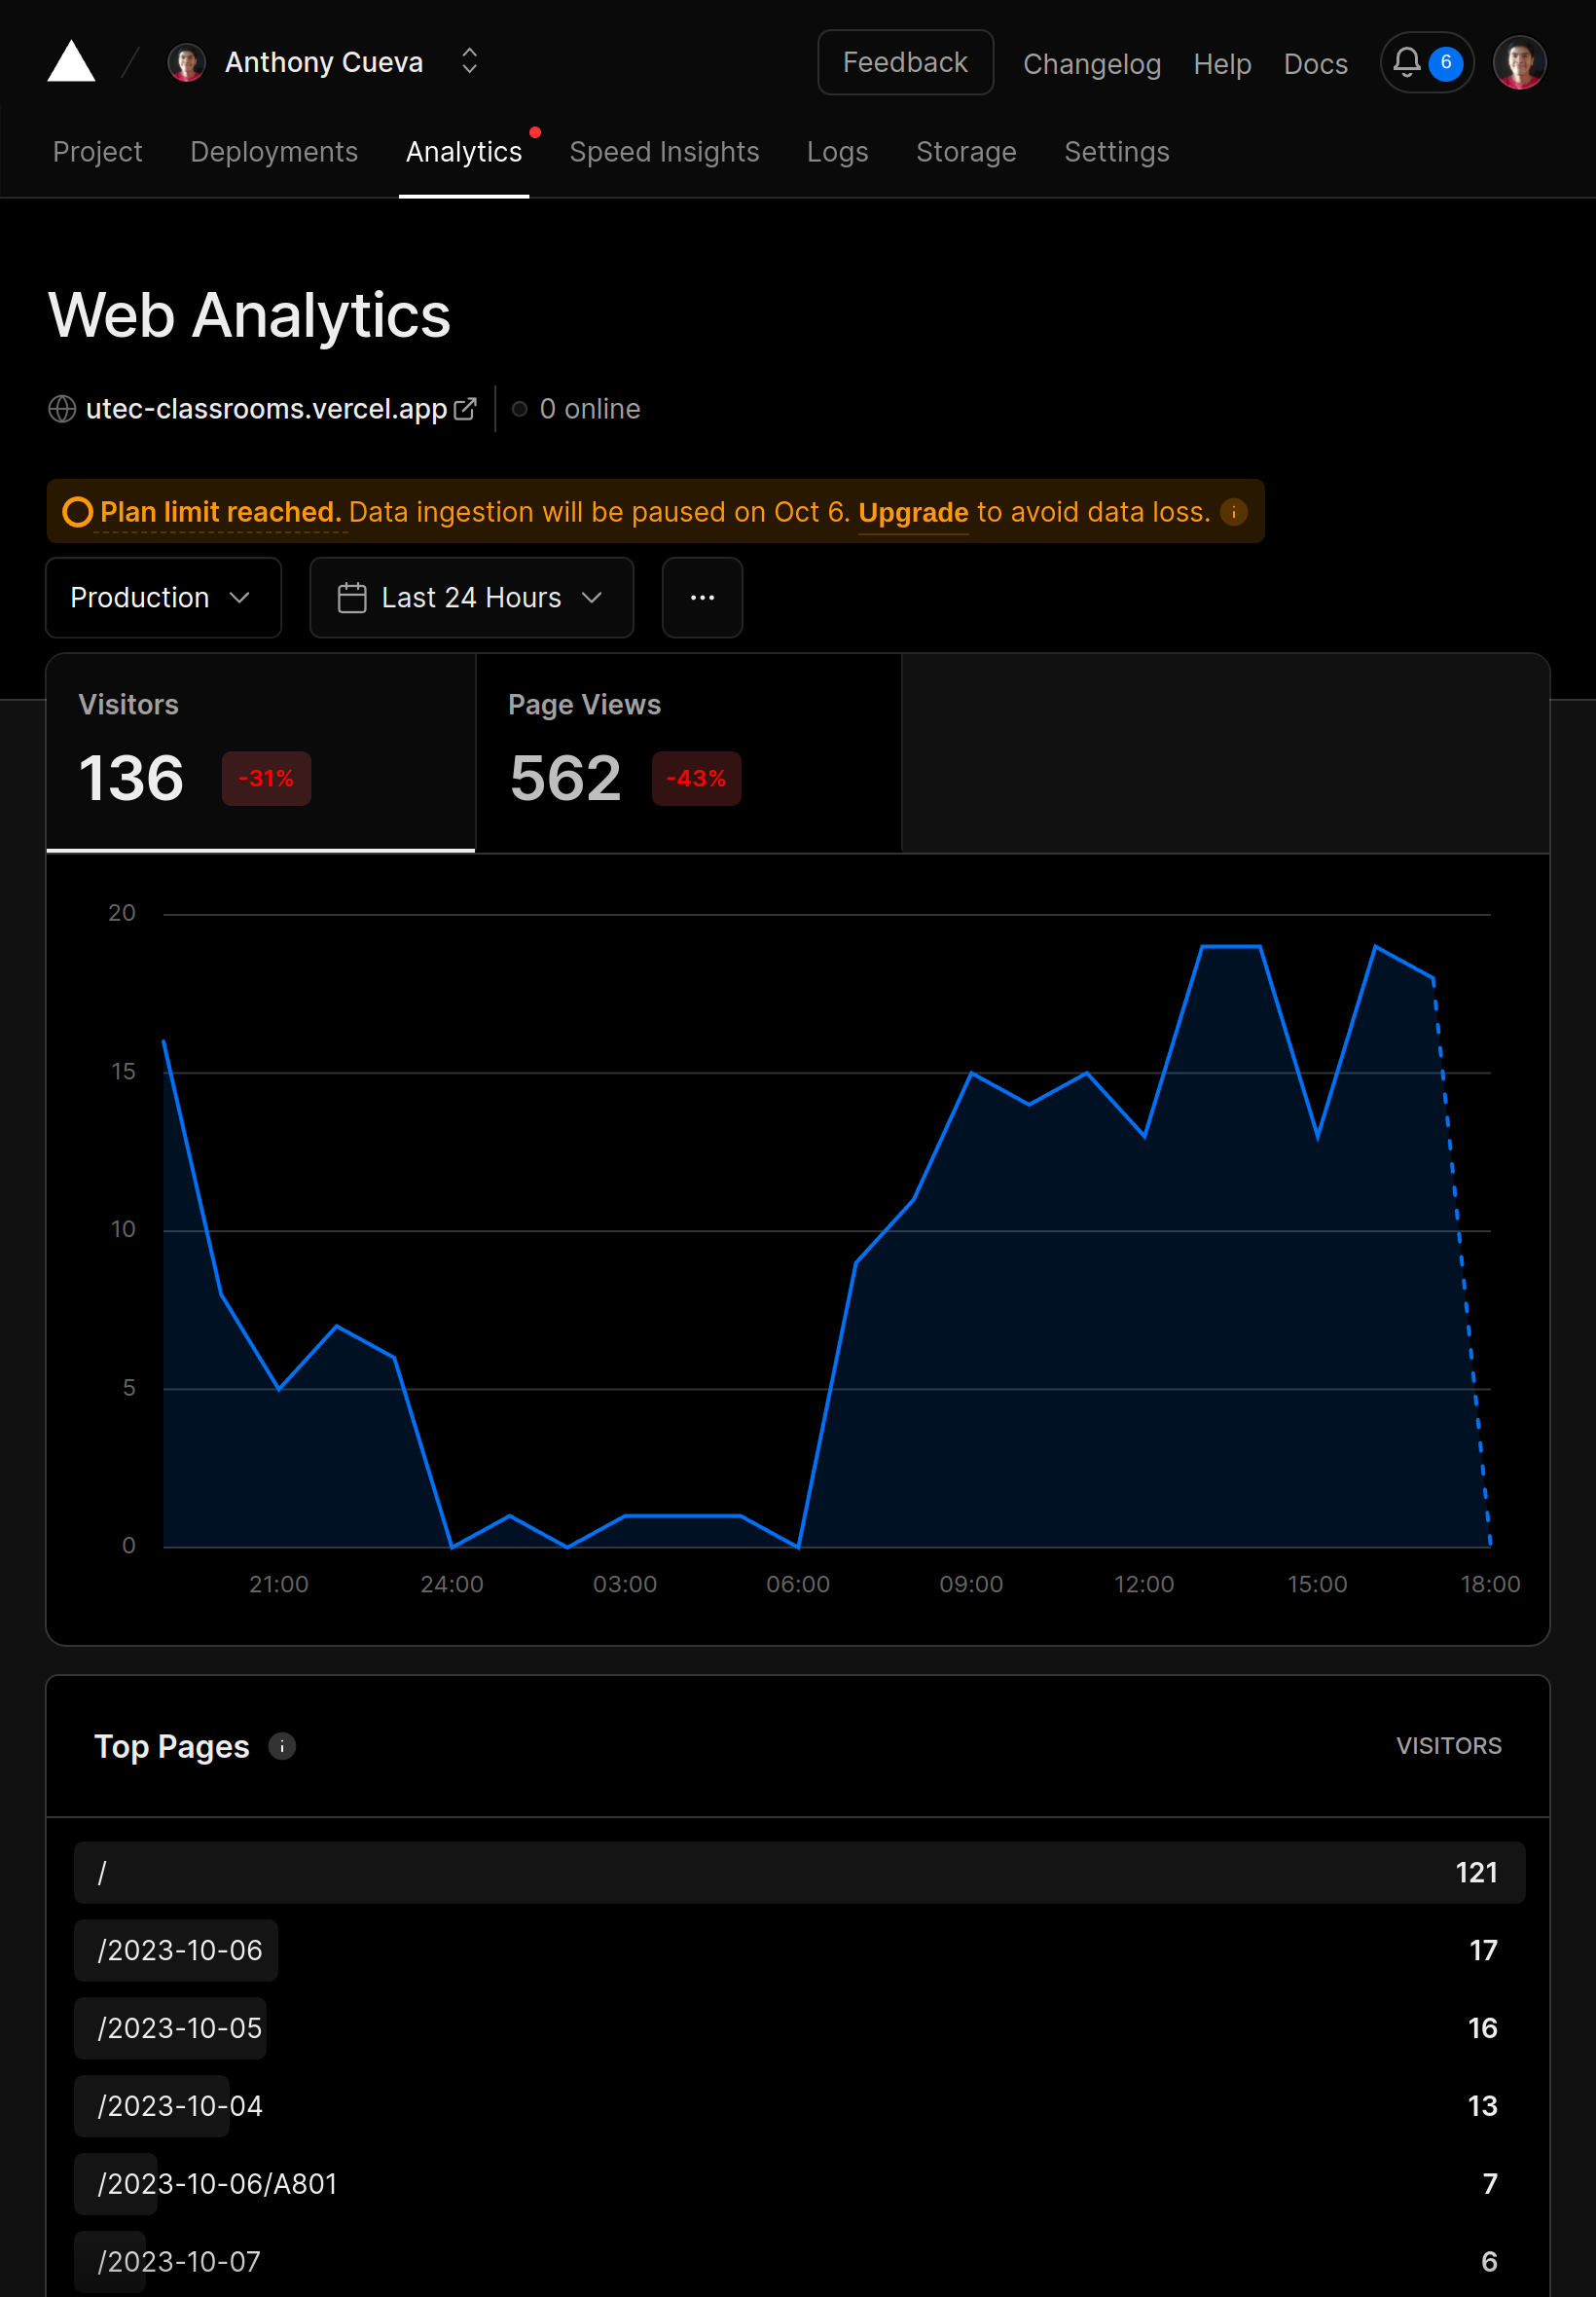 Anthony Cueva
Feedback Changelog Help Docs 6
Project Deployments Analytics Speed Insights Logs Storage Settings
Web Analytics
utec-classrooms.vercel.app 0 online
Plan limit reached. Data ingestion will be paused on Oct 6. Upgrade to avoid data loss.
Production Last 24 Hours
Visitors
136 -31%
Page Views
562 -43%
20
15
10
5
0
21:00 24:00 03:00 06:00 09:00 12:00 15:00 18:00
Top Pages VISITORS
/ 121
/2023-10-06 17
/2023-10-05 16
/2023-10-04 13
/2023-10-06/A801 7
/2023-10-07 6